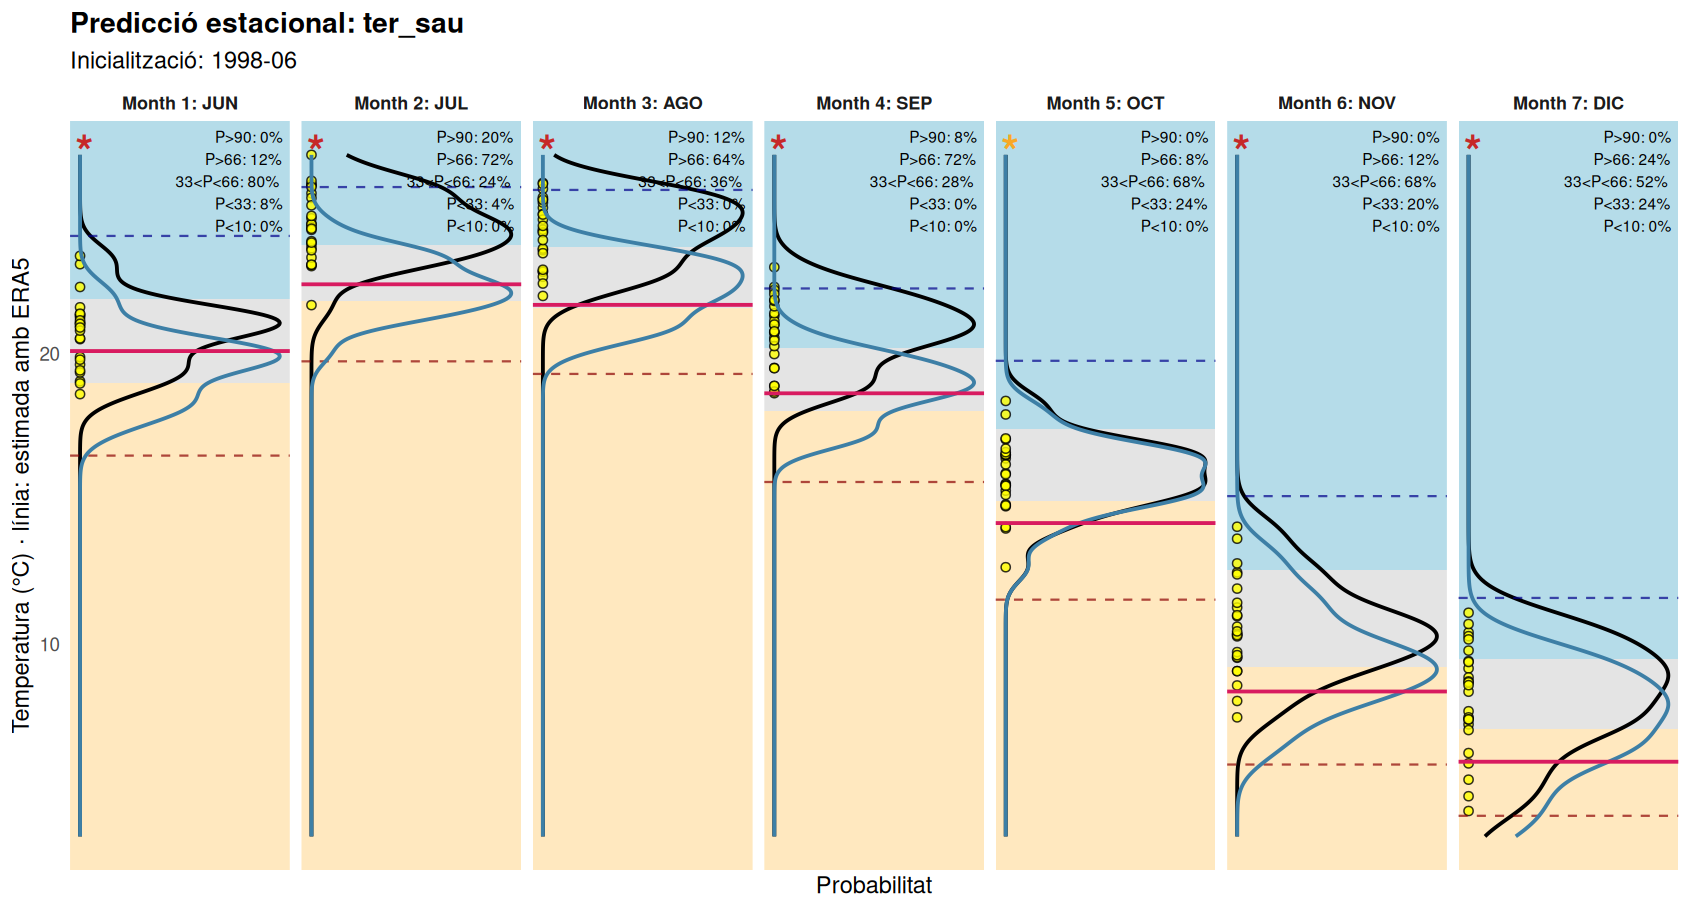 Predicció estacional: ter_sau
Inicialització: 1998-06
Month 1: JUN
P>90: 0%
P>66: 12%
33<P<66: 80%
P<33: 8%
P<10: 0%
Month 2: JUL
P>90: 20%
P>66: 72%
33<P<66: 24%
P<33: 4%
P<10: 0%
Month 3: AGO
P>90: 12%
P>66: 64%
33<P<66: 36%
P<33: 0%
P<10: 0%
Month 4: SEP
P>90: 8%
P>66: 72%
33<P<66: 28%
P<33: 0%
P<10: 0%
Month 5: OCT
P>90: 0%
P>66: 8%
33<P<66: 68%
P<33: 24%
P<10: 0%
Month 6: NOV
P>90: 0%
P>66: 12%
33<P<66: 68%
P<33: 20%
P<10: 0%
Month 7: DIC
P>90: 0%
P>66: 24%
33<P<66: 52%
P<33: 24%
P<10: 0%
Temperatura (°C) · línia: estimada amb ERA5
20
10
Probabilitat